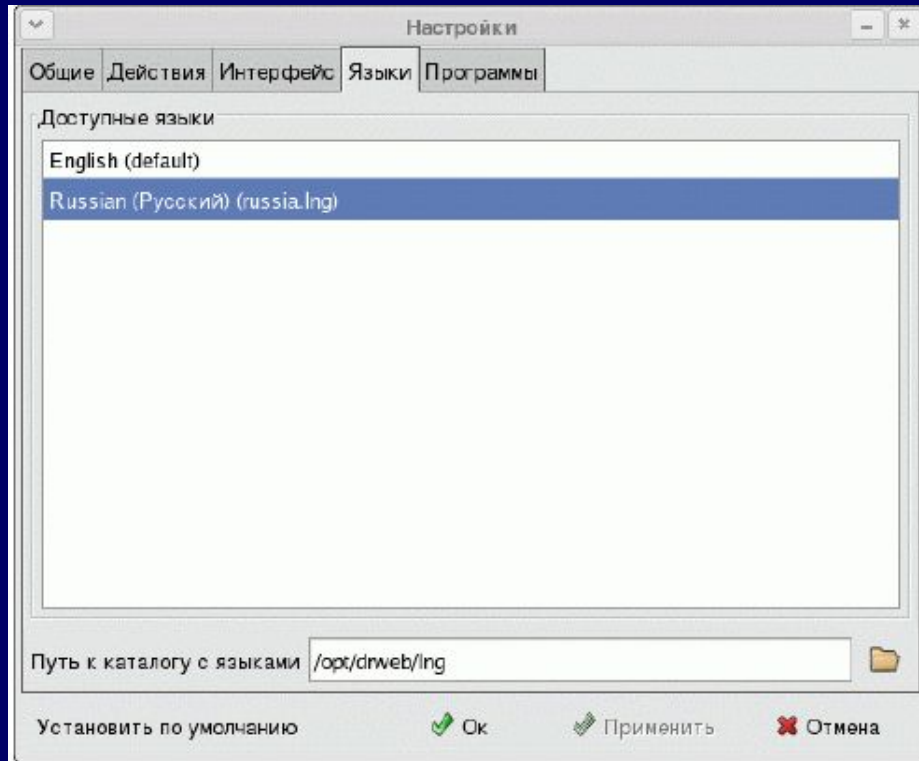 Настройки
Общие Действия Интерфейс Языки Программы
Доступные языки
English (default)
Russian (Русский) (russia.lng)
Путь к каталогу с языками /opt/drweb/lng
Установить по умолчанию Ок Применить Отмена